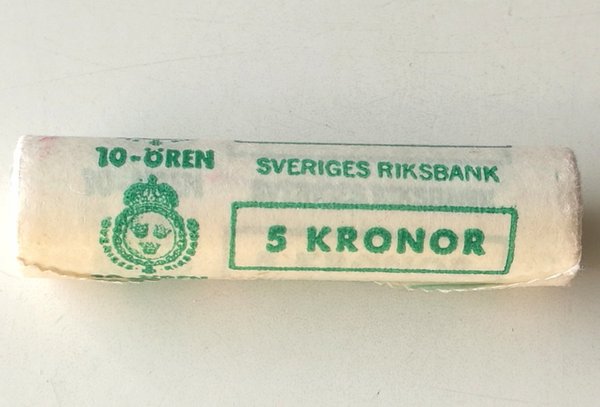 10-ÖREN
SVERIGES RIKSBANK
5 KRONOR